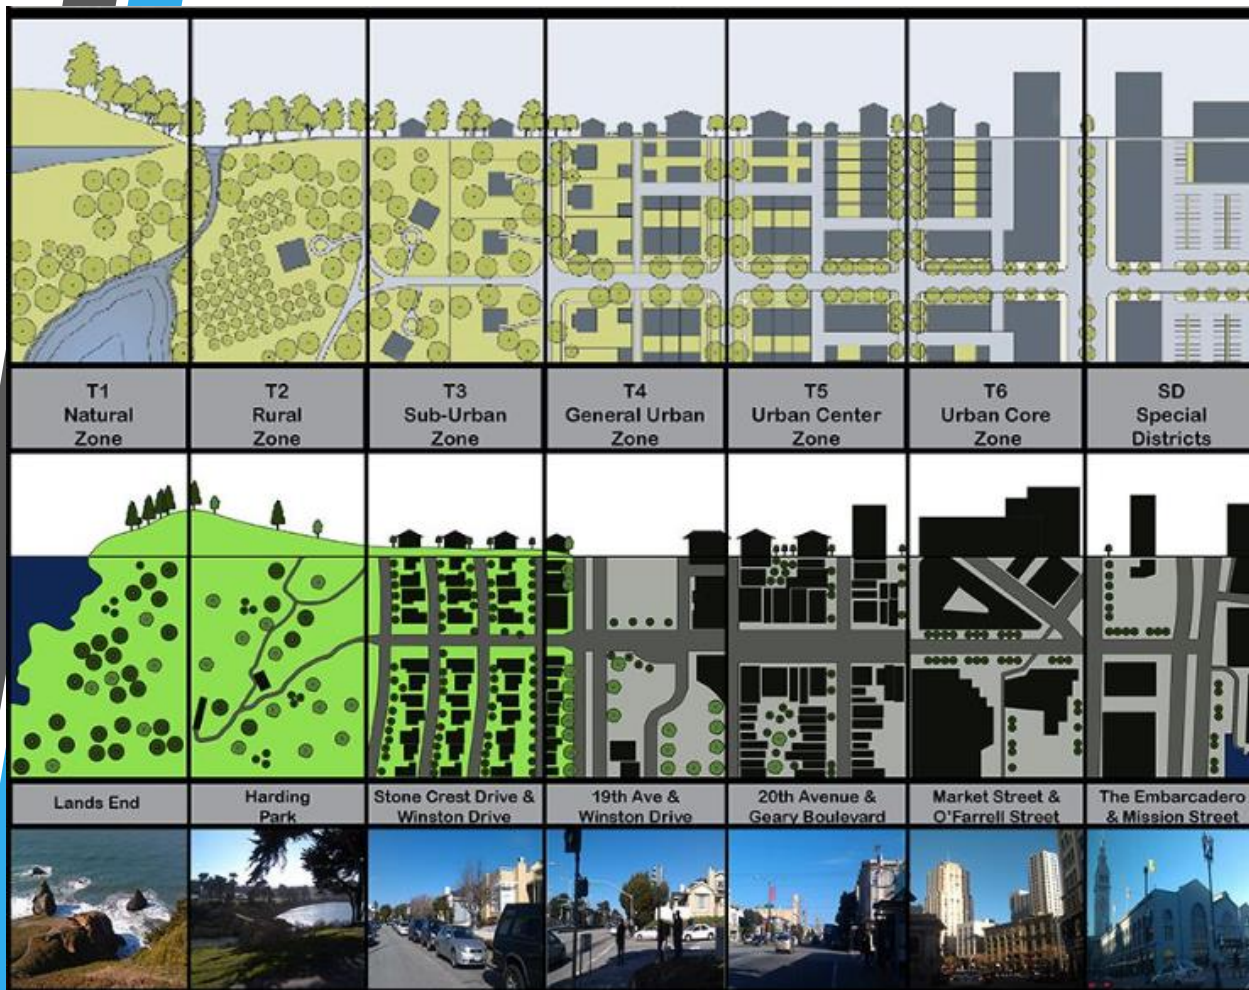 T1
Natural
Zone
T2
Rural
Zone
T3
Sub-Urban
Zone
T4
General Urban
Zone
T5
Urban Center
Zone
T6
Urban Core
Zone
SD
Special
Districts
Lands End
Harding
Park
Stone Crest Drive &
Winston Drive
19th Ave &
Winston Drive
20th Avenue &
Geary Boulevard
Market Street &
O'Farrell Street
The Embarcadero
& Mission Street